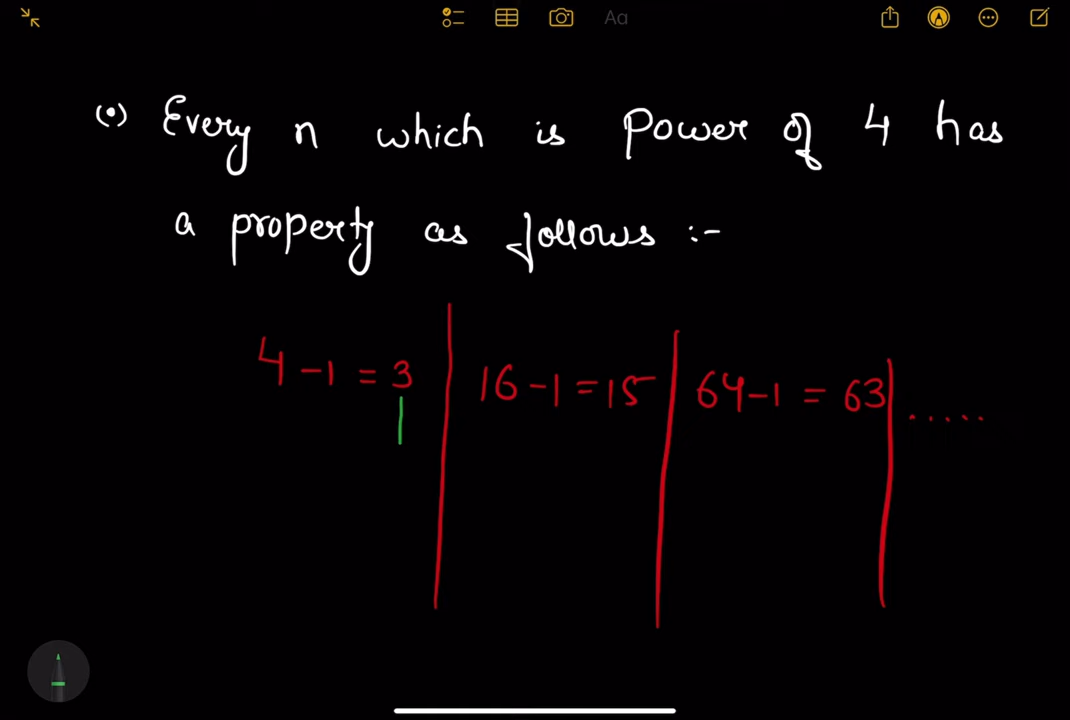 Aa
(•) Every n which is Power of 4 has
a property as follows :-
4 - 1 = 3 16 - 1 = 15 64 - 1 = 63 .....